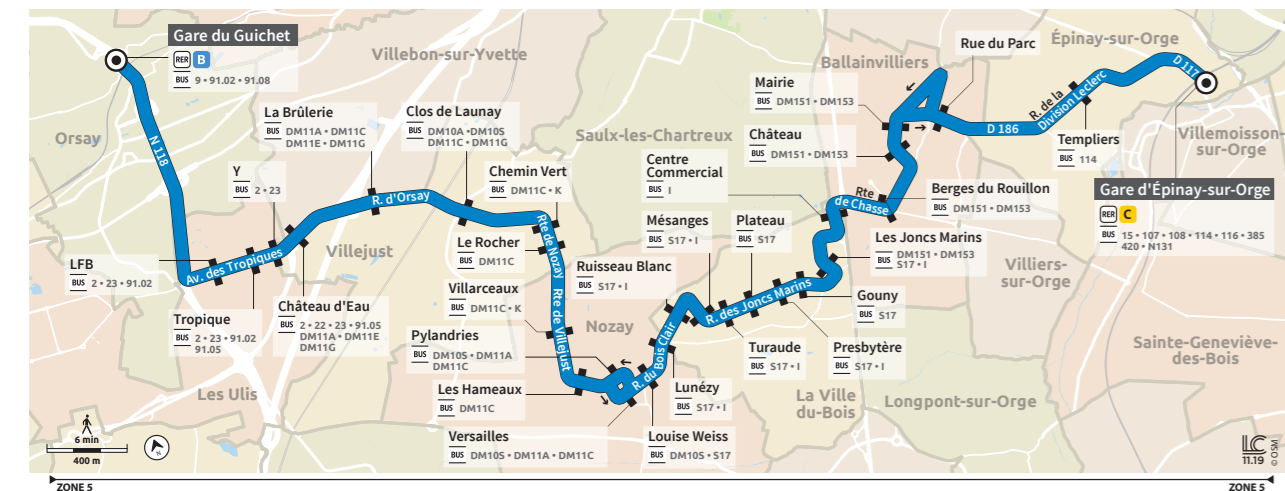 Gare du Guichet
RER B
BUS 9 • 91.02 • 91.08
Orsay
N 118
Villebon-sur-Yvette
La Brûlerie
BUS DM11A • DM11C
DM11E • DM11G
Clos de Launay
BUS DM10A •DM10S
DM11C • DM11G
Y
BUS 2 • 23
R. d'Orsay
Chemin Vert
BUS DM11C • K
Saulx-les-Chartreux
LFB
BUS 2 • 23 • 91.02
Av. des Tropiques
Villejust
Le Rocher
BUS DM11C
Rte de Nozay
Tropique
BUS 2 • 23 • 91.02
91.05
Château d'Eau
BUS 2 • 22 • 23 • 91.05
DM11A • DM11E
DM11G
Villarceaux
BUS DM11C • K
Rte de Villejust
Ruisseau Blanc
BUS S17 • I
Nozay
Pylandries
BUS DM10S • DM11A
DM11C
Les Hameaux
BUS DM11C
R. du Bois Clair
Les Ulis
Versailles
BUS DM10S • DM11A • DM11C
Louise Weiss
BUS DM10S • S17
Lunézy
BUS S17 • I
Mésanges
BUS S17 • I
Plateau
BUS S17
R. des Joncs Marins
Turaude
BUS S17 • I
Presbytère
BUS S17 • I
Gouny
BUS S17
Les Joncs Marins
BUS DM151 • DM153
S17 • I
Centre
Commercial
BUS I
Rte
de Chasse
Berges du Rouillon
BUS DM151 • DM153
Château
BUS DM151 • DM153
Mairie
BUS DM151 • DM153
Ballainvilliers
Rue du Parc
Épinay-sur-Orge
D 186
R. de la
Division Leclerc
D 117
Templiers
BUS 114
Villemoisson-
sur-Orge
Gare d'Épinay-sur-Orge
RER C
BUS 15 • 107 • 108 • 114 • 116 • 385
420 • N131
Villiers-
sur-Orge
Sainte-Geneviève-
des-Bois
La Ville
du-Bois
Longpont-sur-Orge
6 min
400 m
N
LC
11.19
© OSM
ZONE 5
ZONE 5